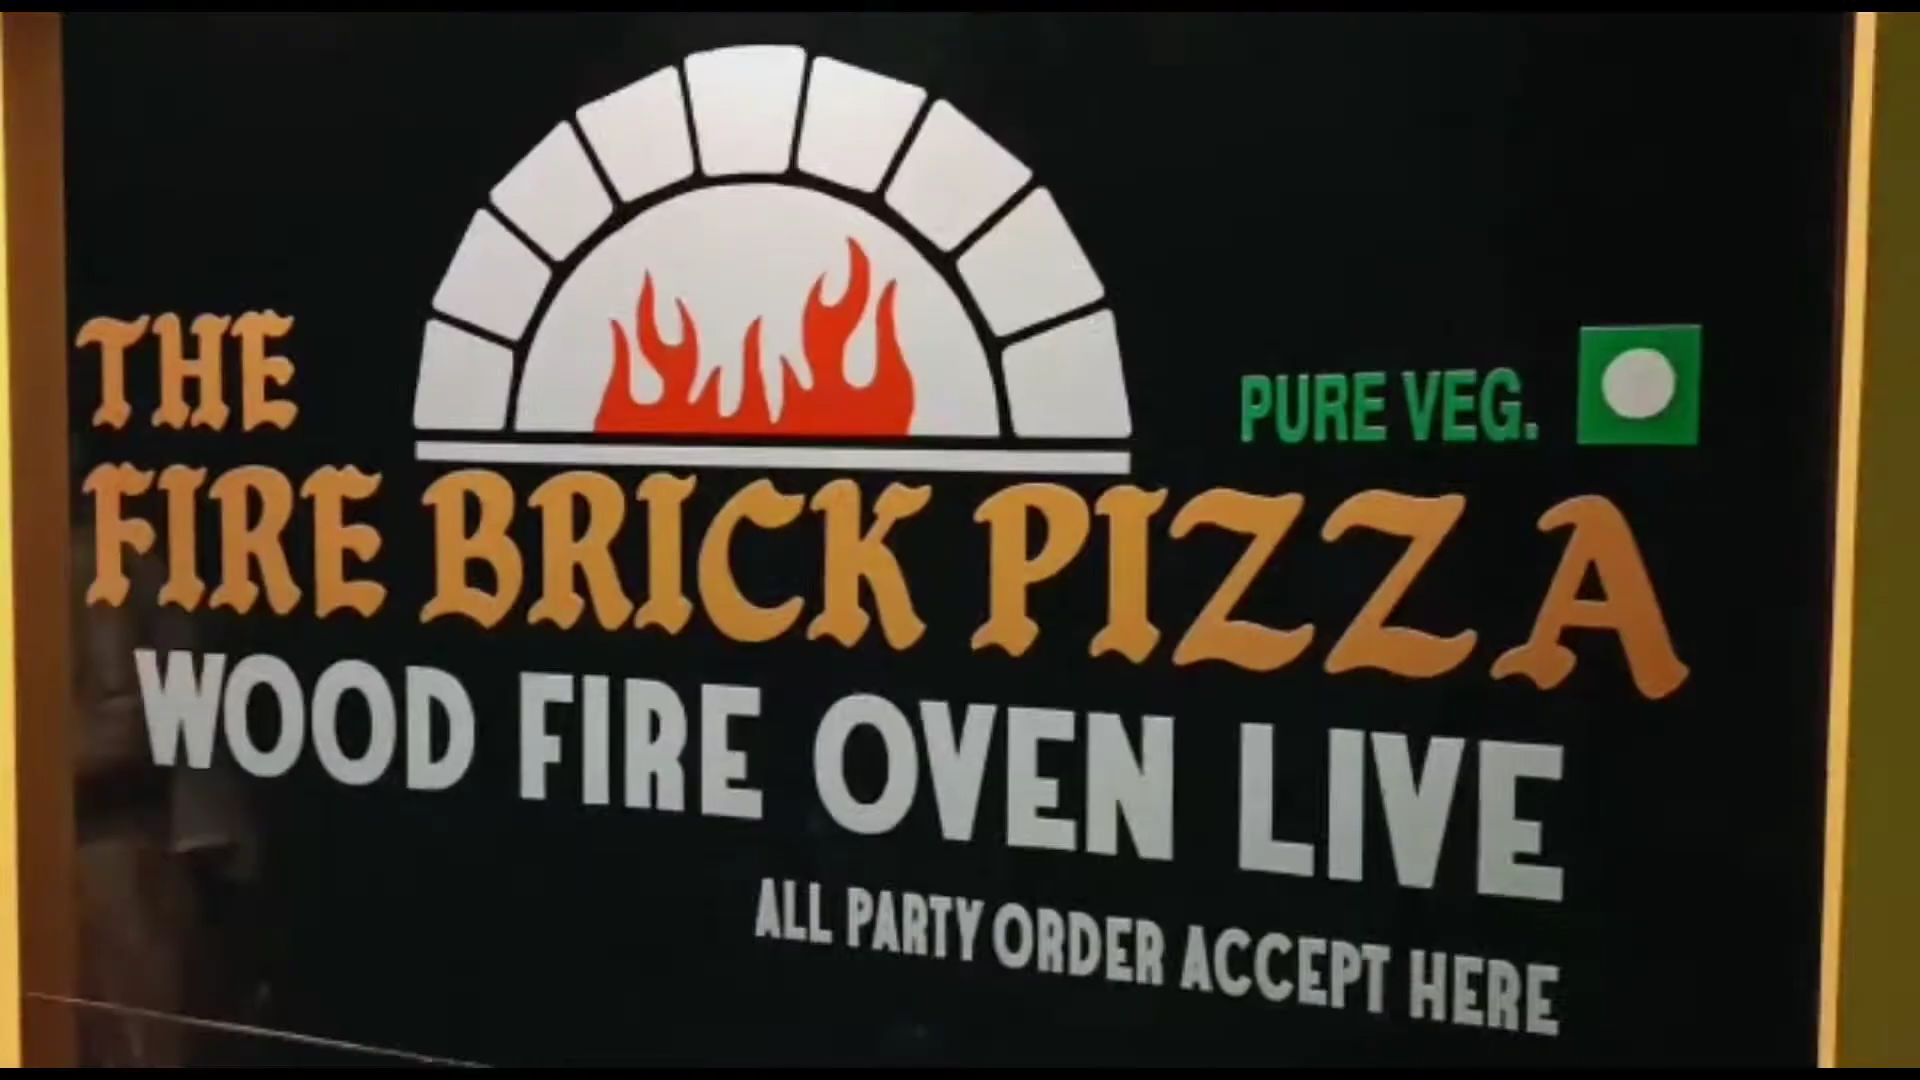 THE
PURE VEG.
FIRE BRICK PIZZA
WOOD FIRE OVEN LIVE
ALL PARTY ORDER ACCEPT HERE